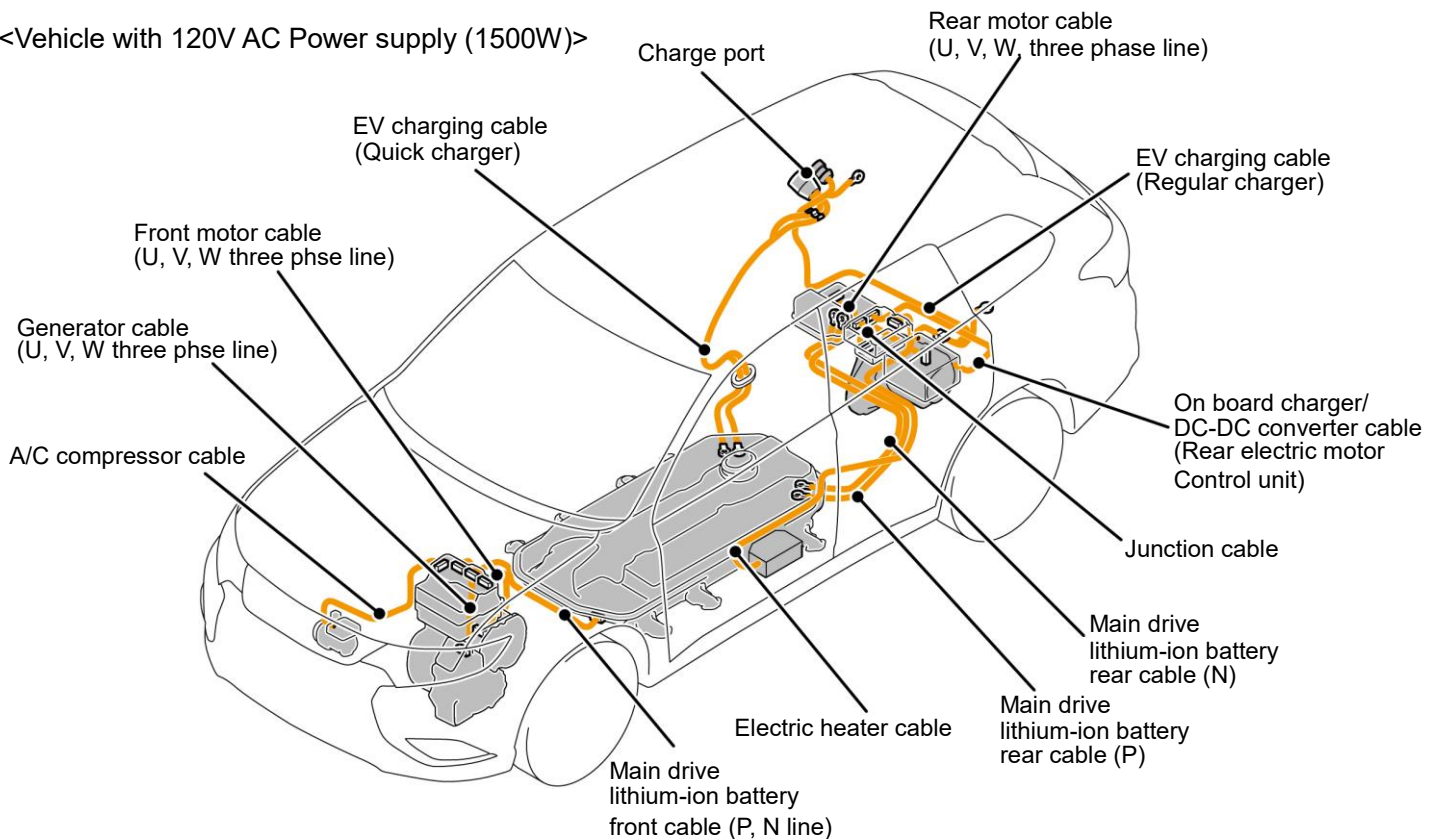 <Vehicle with 120V AC Power supply (1500W)>
Charge port
Rear motor cable
(U, V, W, three phase line)
EV charging cable
(Quick charger)
EV charging cable
(Regular charger)
Front motor cable
(U, V, W three phse line)
Generator cable
(U, V, W three phse line)
On board charger/
DC-DC converter cable
(Rear electric motor
Control unit)
A/C compressor cable
Junction cable
Main drive
lithium-ion battery
rear cable (N)
Main drive
lithium-ion battery
rear cable (P)
Electric heater cable
Main drive
lithium-ion battery
front cable (P, N line)